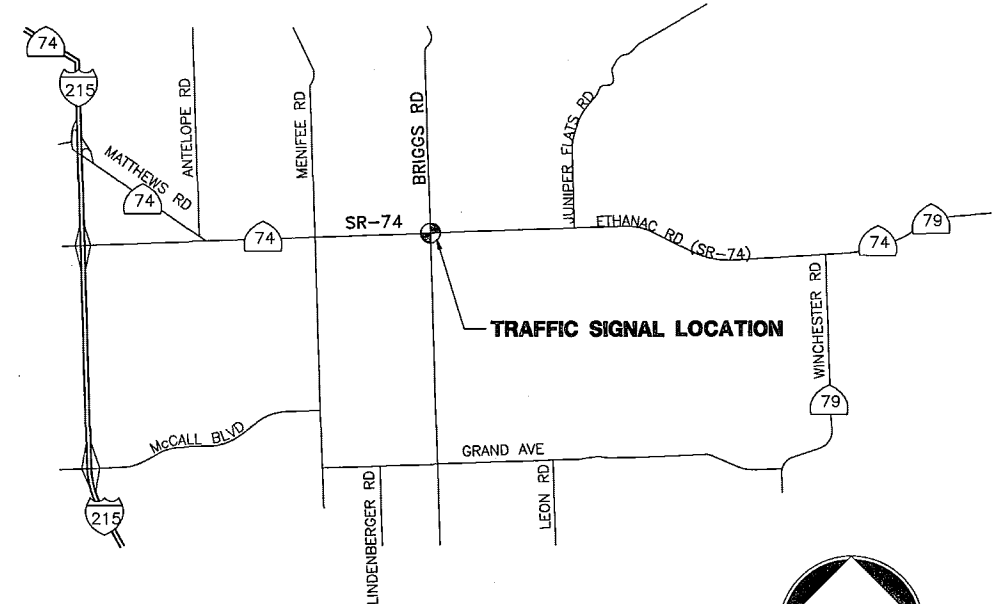 74
215
MATTHEWS RD
74
ANTELOPE RD
74
MENIFEE RD
SR-74
BRIGGS RD
JUNIPER FLATS RD
ETHANAC RD (SR-74)
74
79
TRAFFIC SIGNAL LOCATION
WINCHESTER RD
79
McCALL BLVD
GRAND AVE
215
LINDENBERGER RD
LEON RD